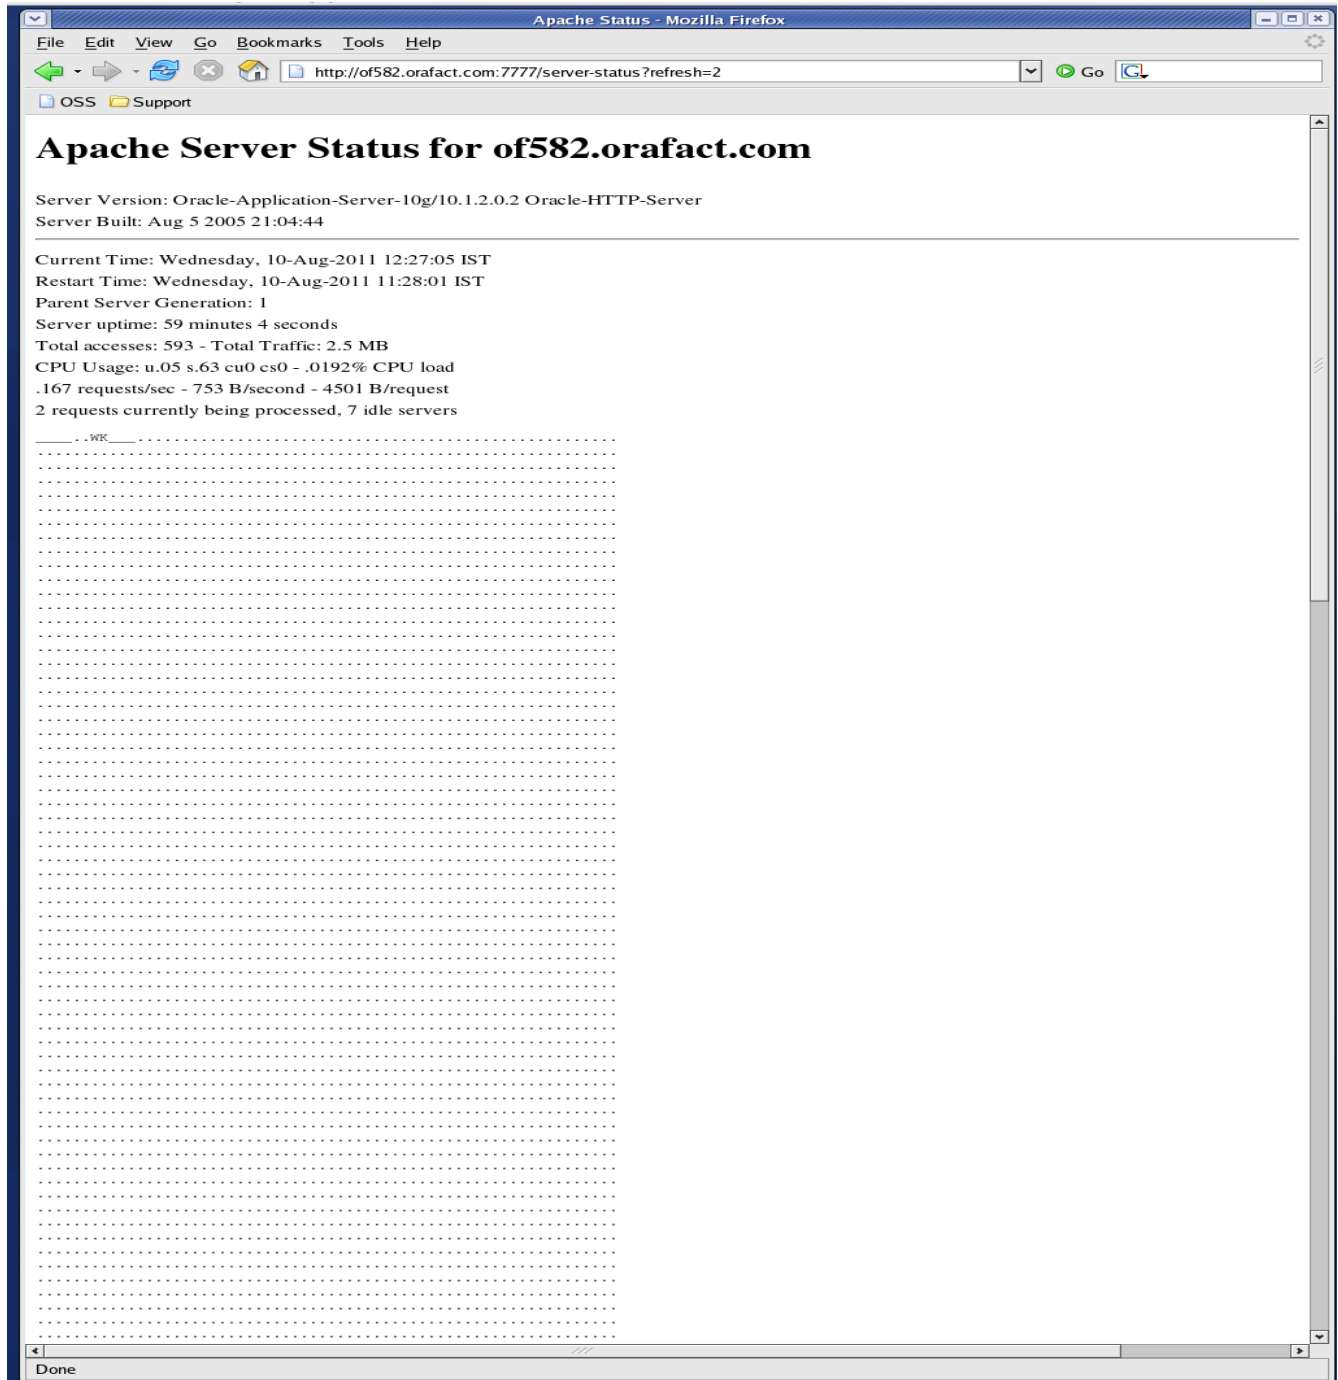 Apache Status - Mozilla Firefox
File Edit View Go Bookmarks Tools Help
http://of582.orafact.com:7777/server-status?refresh=2 Go G
OSS Support
Apache Server Status for of582.orafact.com
Server Version: Oracle-Application-Server-10g/10.1.2.0.2 Oracle-HTTP-Server
Server Built: Aug 5 2005 21:04:44
Current Time: Wednesday, 10-Aug-2011 12:27:05 IST
Restart Time: Wednesday, 10-Aug-2011 11:28:01 IST
Parent Server Generation: 1
Server uptime: 59 minutes 4 seconds
Total accesses: 593 - Total Traffic: 2.5 MB
CPU Usage: u.05 s.63 cu0 cs0 - .0192% CPU load
.167 requests/sec - 753 B/second - 4501 B/request
2 requests currently being processed, 7 idle servers
____..WK___.....................................................
Done